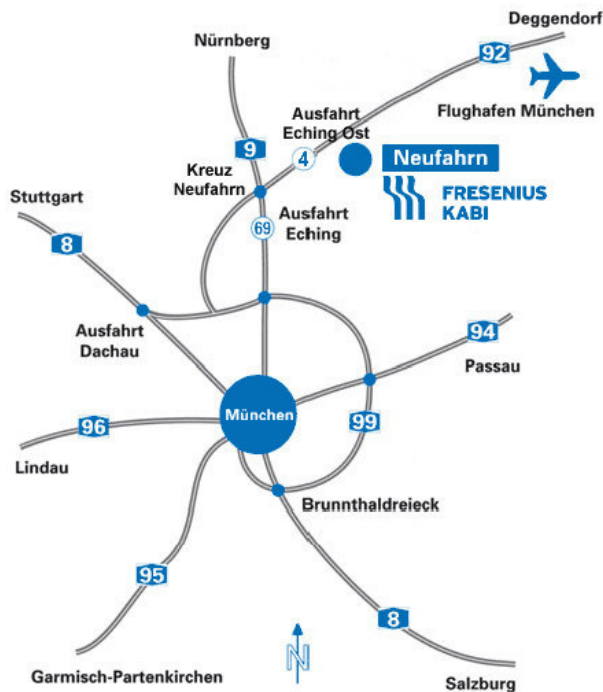 Deggendorf
Nürnberg
92
Flughafen München
Ausfahrt
Eching Ost
9
4
Neufahrn
Kreuz
Neufahrn
FRESENIUS
KABI
Stuttgart
Ausfahrt
Eching
69
8
94
Ausfahrt
Dachau
Passau
München
96
99
Lindau
Brunnthaldreieck
95
8
N
Garmisch-Partenkirchen
Salzburg